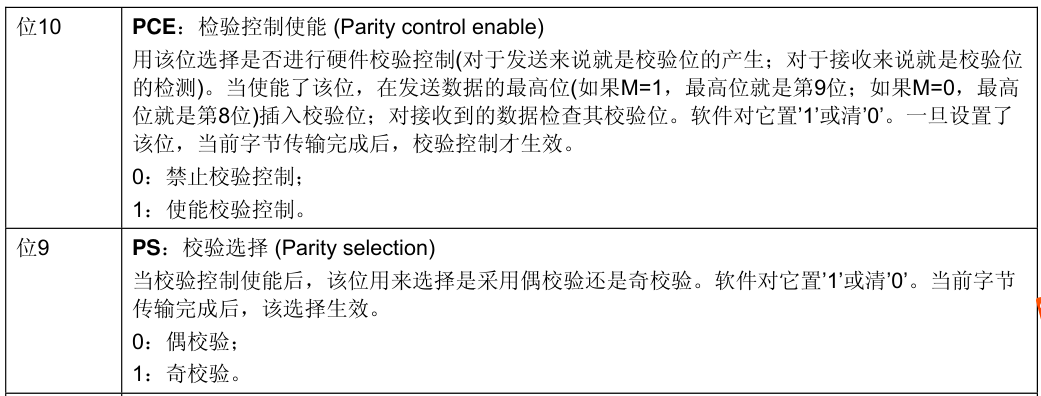 位10
PCE：检验控制使能 (Parity control enable)
用该位选择是否进行硬件校验控制(对于发送来说就是校验位的产生；对于接收来说就是校验位
的检测)。当使能了该位，在发送数据的最高位(如果M=1，最高位就是第9位；如果M=0，最高
位就是第8位)插入校验位；对接收到的数据检查其校验位。软件对它置’1’或清’0’。一旦设置了
该位，当前字节传输完成后，校验控制才生效。
0：禁止校验控制；
1：使能校验控制。
位9
PS：校验选择 (Parity selection)
当校验控制使能后，该位用来选择是采用偶校验还是奇校验。软件对它置’1’或清’0’。当前字节
传输完成后，该选择生效。
0：偶校验；
1：奇校验。